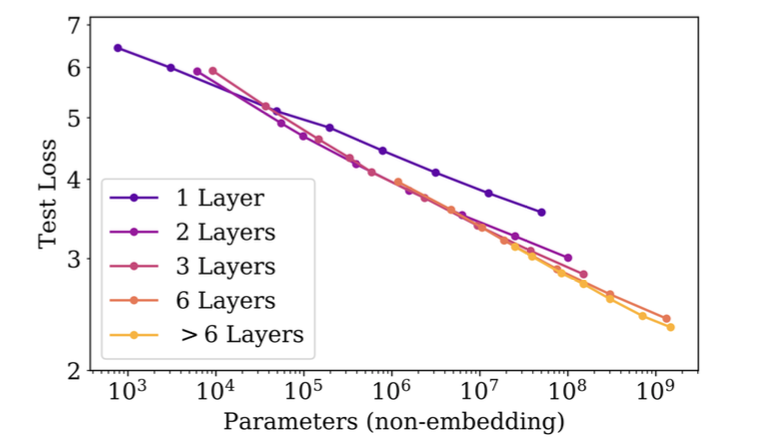 7
6
5
4
3
2
Test Loss
1 Layer
2 Layers
3 Layers
6 Layers
> 6 Layers
10³ 10⁴ 10⁵ 10⁶ 10⁷ 10⁸ 10⁹
Parameters (non-embedding)